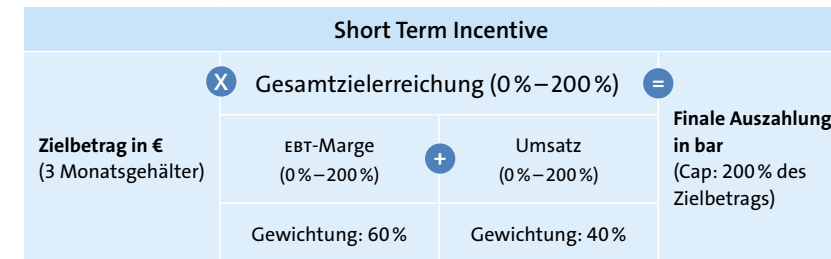 Short Term Incentive
X
Gesamtzielerreichung (0 % – 200 %)
=
Zielbetrag in €
(3 Monatsgehälter)
EBT-Marge
(0 % – 200 %)
+
Umsatz
(0 % – 200 %)
Gewichtung: 60 %
Gewichtung: 40 %
Finale Auszahlung
in bar
(Cap: 200 % des
Zielbetrags)